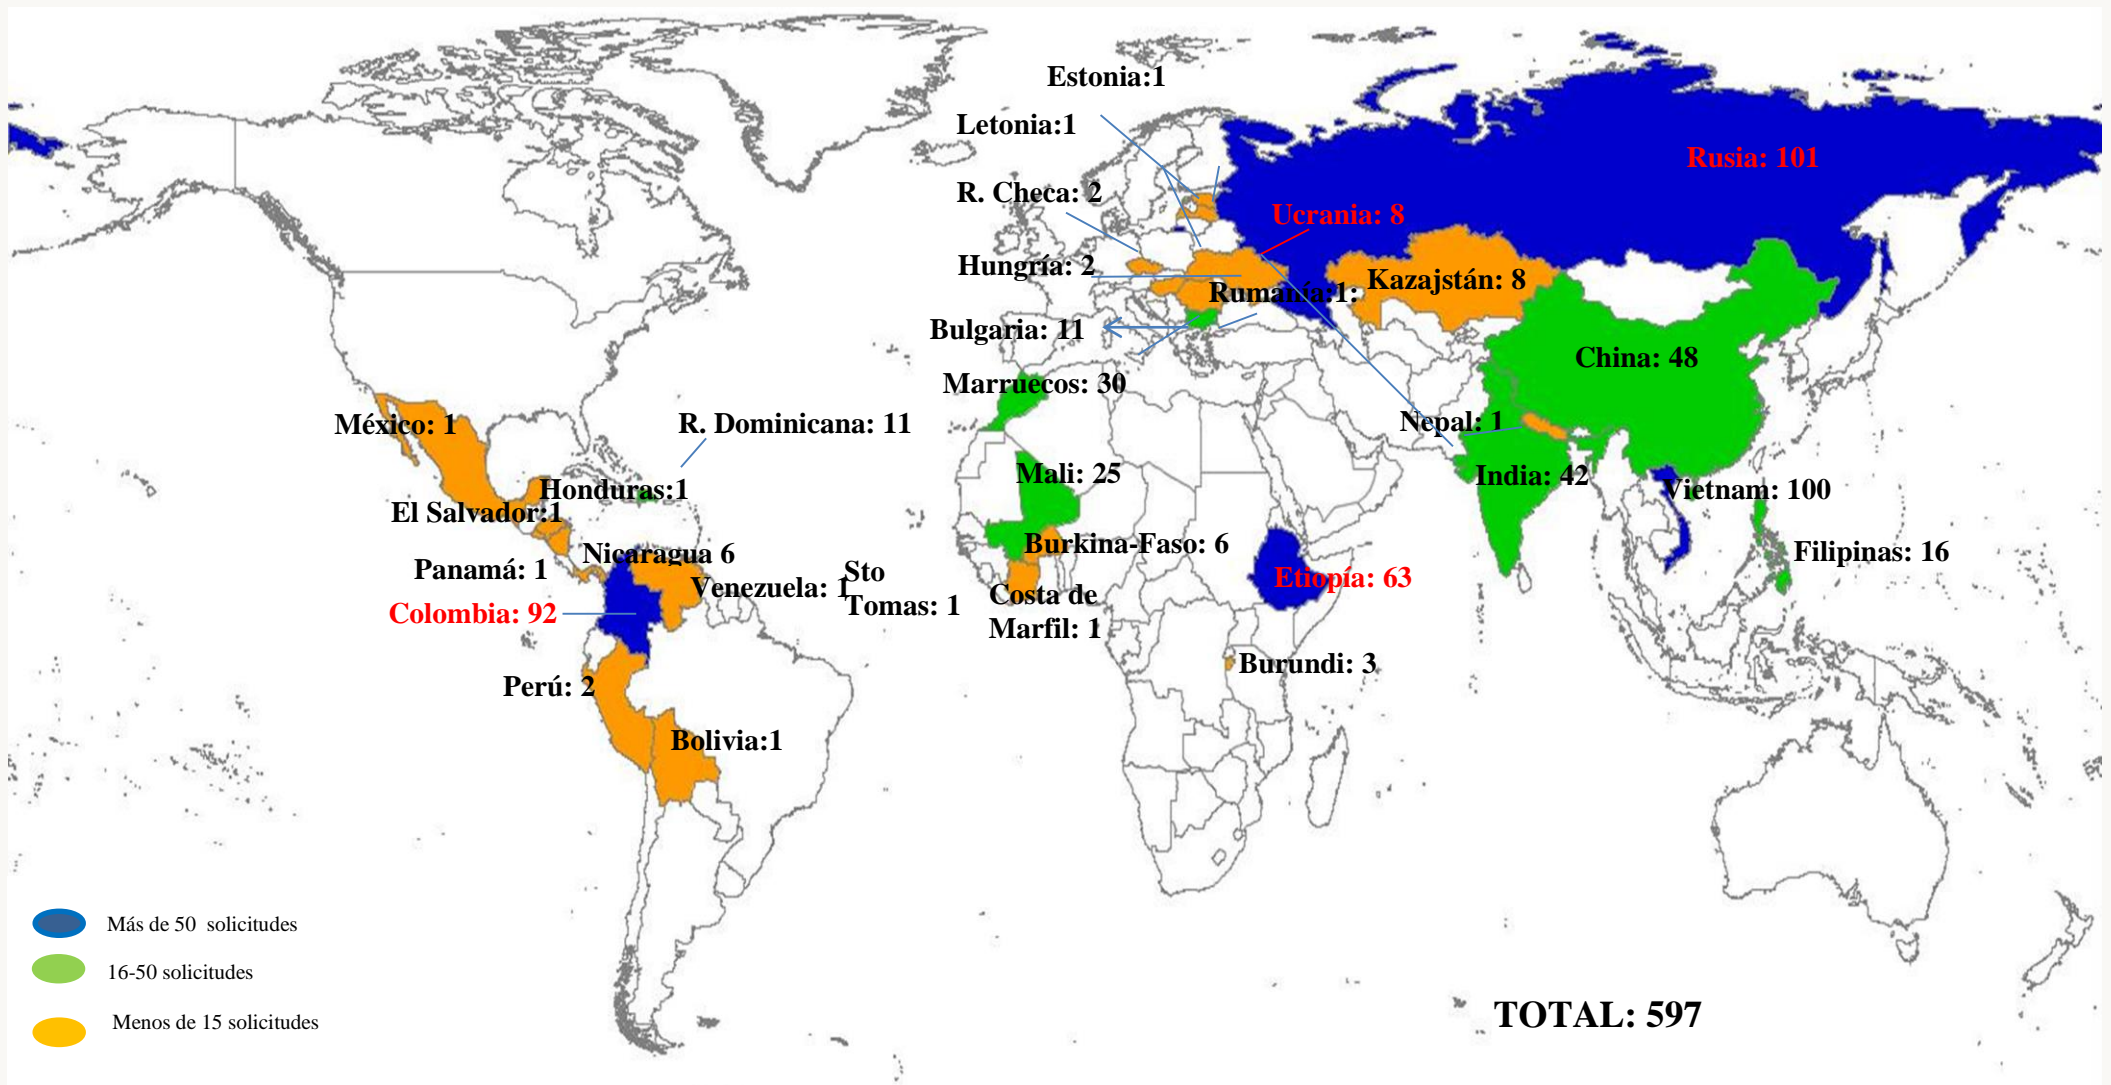 Estonia:1
Letonia:1
Rusia: 101
R. Checa: 2
Ucrania: 8
Hungría: 2
Kazajstán: 8
Rumanía:1:
Bulgaria: 11
China: 48
Marruecos: 30
México: 1
R. Dominicana: 11
Nepal: 1
Mali: 25
India: 42
Honduras:1
Vietnam: 100
El Salvador:1
Nicaragua 6
Burkina-Faso: 6
Filipinas: 16
Panamá: 1
Venezuela: 1
Sto
Tomas: 1
Etiopía: 63
Colombia: 92
Costa de
Marfil: 1
Burundi: 3
Perú: 2
Bolivia:1
Más de 50 solicitudes
16-50 solicitudes
Menos de 15 solicitudes
TOTAL: 597